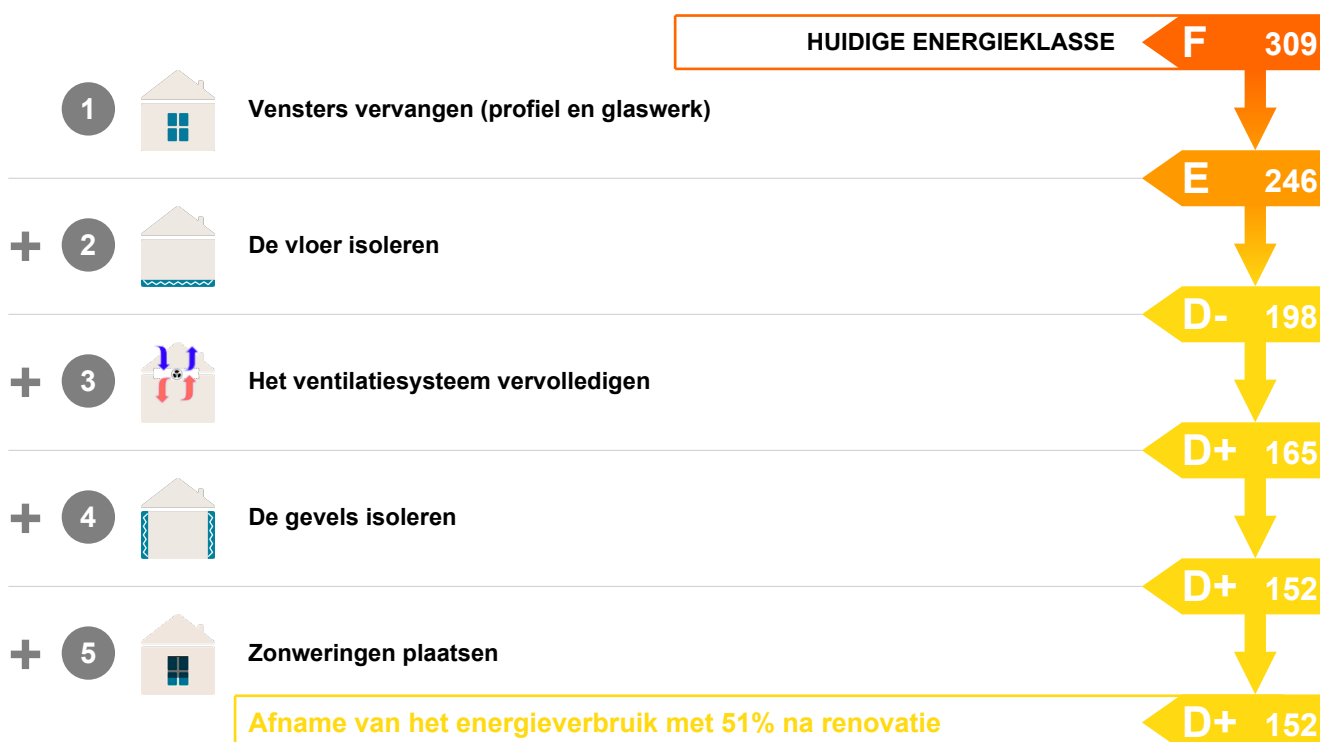 HUIDIGE ENERGIEKLASSE F 309
1 Vensters vervangen (profiel en glaswerk)
E 246
+ 2 De vloer isoleren
D- 198
+ 3 Het ventilatiesysteem vervolledigen
D+ 165
+ 4 De gevels isoleren
D+ 152
+ 5 Zonweringen plaatsen
Afname van het energieverbruik met 51% na renovatie D+ 152